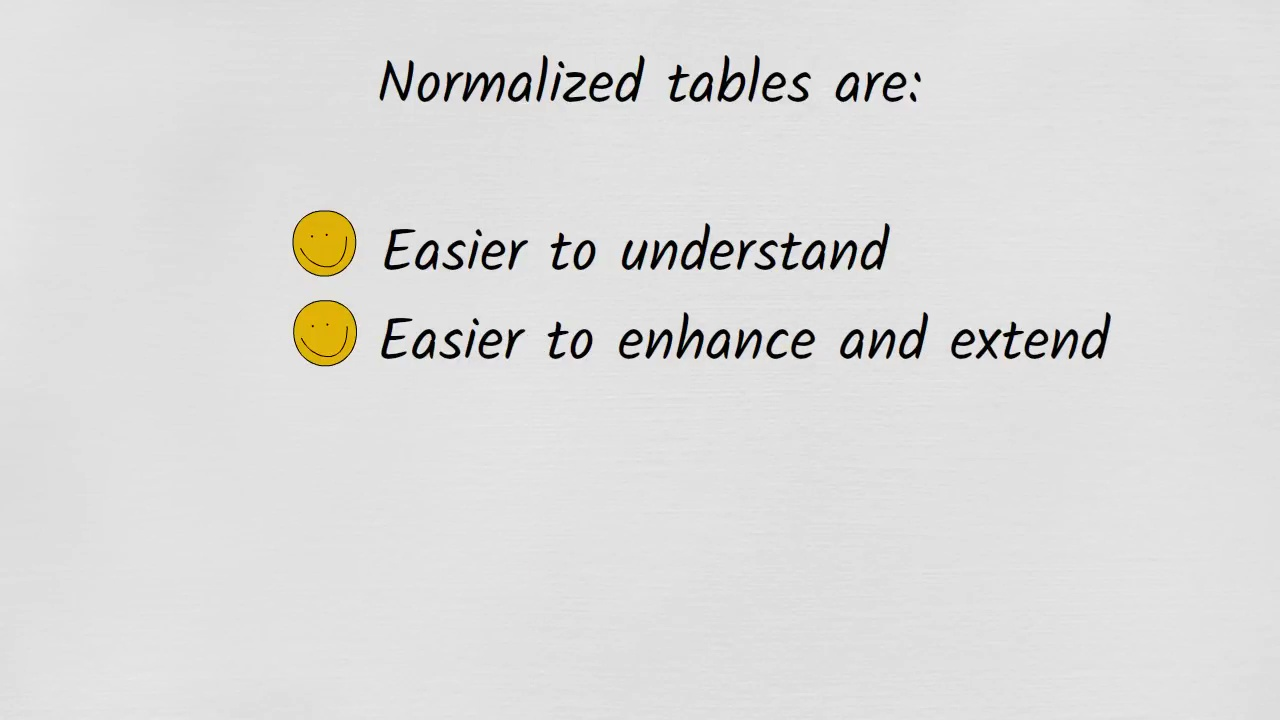 Normalized tables are:
Easier to understand
Easier to enhance and extend